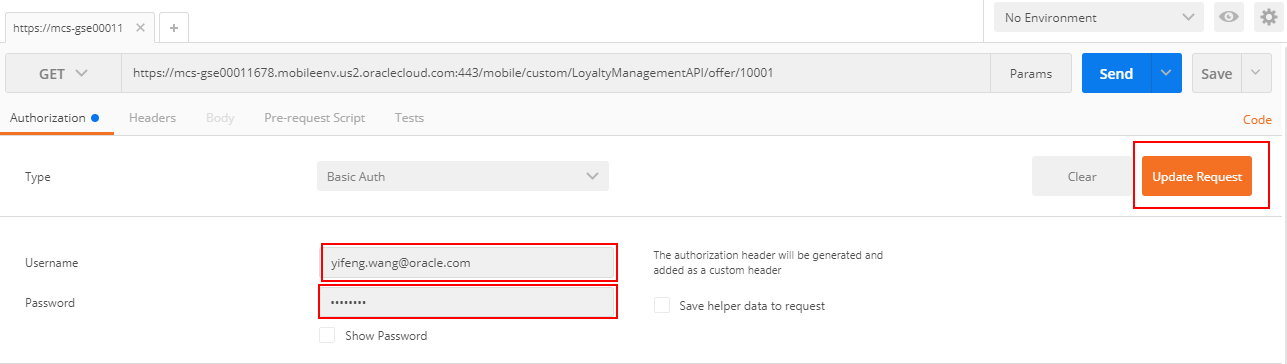 https://mcs-gse00011
No Environment
GET
https://mcs-gse00011678.mobileenv.us2.oraclecloud.com:443/mobile/custom/LoyaltyManagementAPI/offer/10001
Params
Send
Save
Authorization
Headers
Body
Pre-request Script
Tests
Code
Type
Basic Auth
Clear
Update Request
Username
yifeng.wang@oracle.com
The authorization header will be generated and
added as a custom header
Password
••••••••
Save helper data to request
Show Password